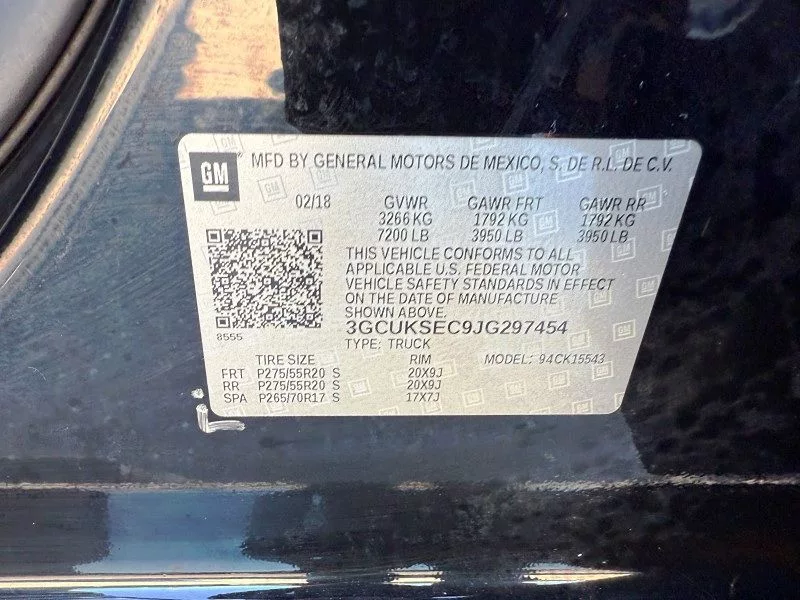 GM MFD BY GENERAL MOTORS DE MEXICO, S. DE R.L. DE C.V.
02/18 GVWR GAWR FRT GAWR RR
3266 KG 1792 KG 1792 KG
7200 LB 3950 LB 3950 LB
THIS VEHICLE CONFORMS TO ALL
APPLICABLE U.S. FEDERAL MOTOR
VEHICLE SAFETY STANDARDS IN EFFECT
ON THE DATE OF MANUFACTURE
SHOWN ABOVE.
8555
3GCUKSEC9JG297454
TYPE: TRUCK
TIRE SIZE RIM MODEL: 94CK15543
FRT P275/55R20 S 20X9J
RR P275/55R20 S 20X9J
SPA P265/70R17 S 17X7J